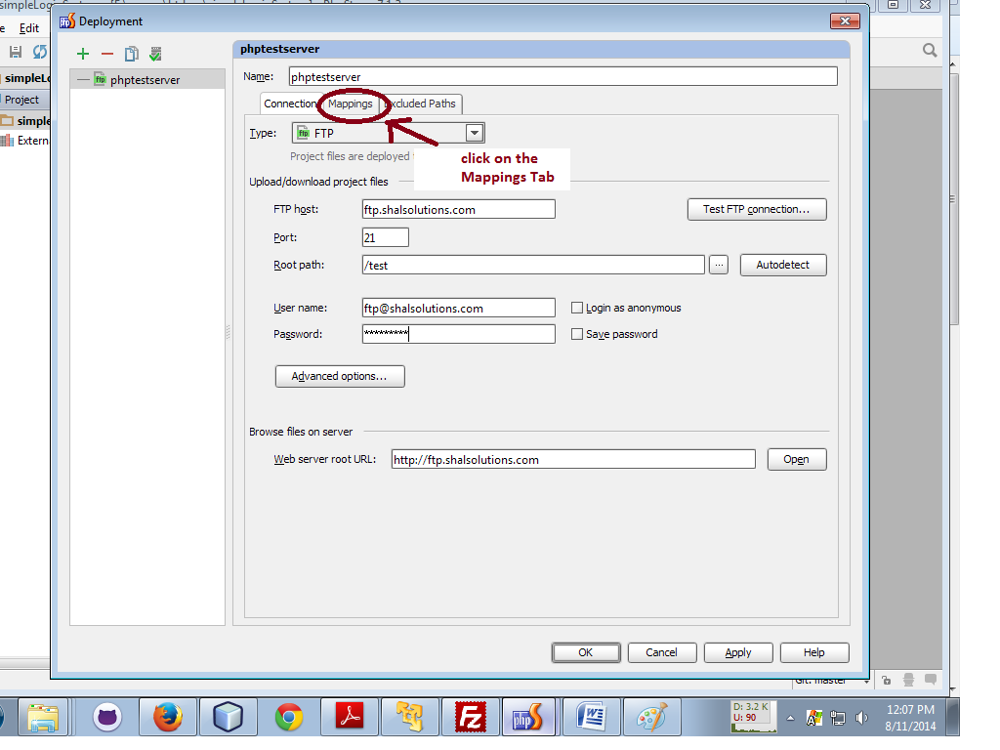 Deployment
Edit
simpleLo
Project
simple
Extern
phptestserver
phptestserver
Name: phptestserver
Connection Mappings Excluded Paths
Type: ftp FTP
Project files are deployed
click on the
Mappings Tab
Upload/download project files
FTP host: ftp.shalsolutions.com Test FTP connection...
Port: 21
Root path: /test ... Autodetect
User name: ftp@shalsolutions.com Login as anonymous
Password: ********* Save password
Advanced options...
Browse files on server
Web server root URL: http://ftp.shalsolutions.com Open
OK Cancel Apply Help
Git: master
D: 3.2 K
U: 90
12:07 PM
8/11/2014